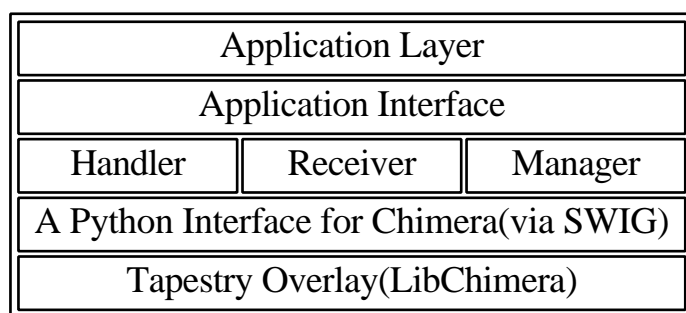 Application Layer
Application Interface
Handler Receiver Manager
A Python Interface for Chimera(via SWIG)
Tapestry Overlay(LibChimera)